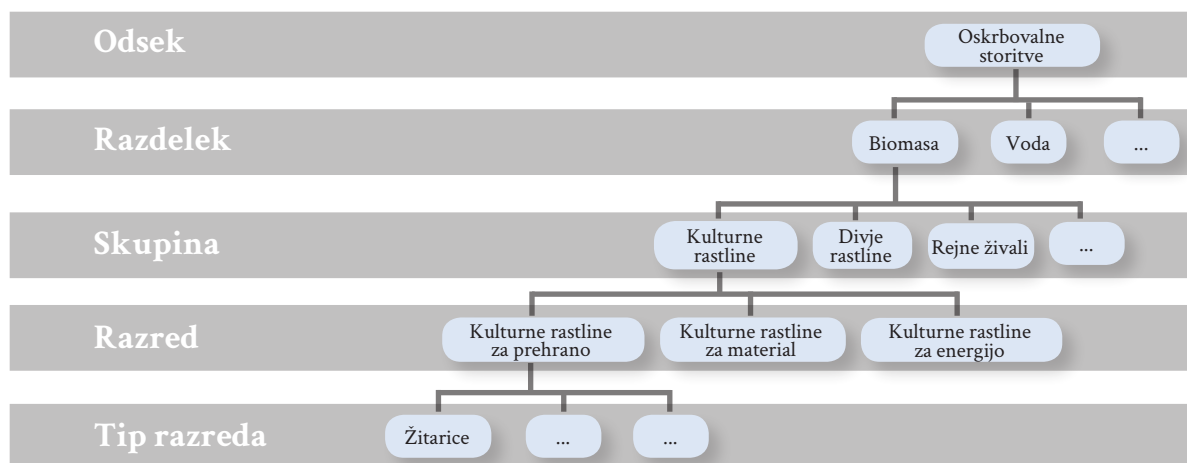 Odsek
Oskrbovalne
storitve
Razdelek
Biomasa
Voda
...
Skupina
Kulturne
rastline
Divje
rastline
Rejne živali
...
Razred
Kulturne rastline
za prehrano
Kulturne rastline
za material
Kulturne rastline
za energijo
Tip razreda
Žitarice
...
...